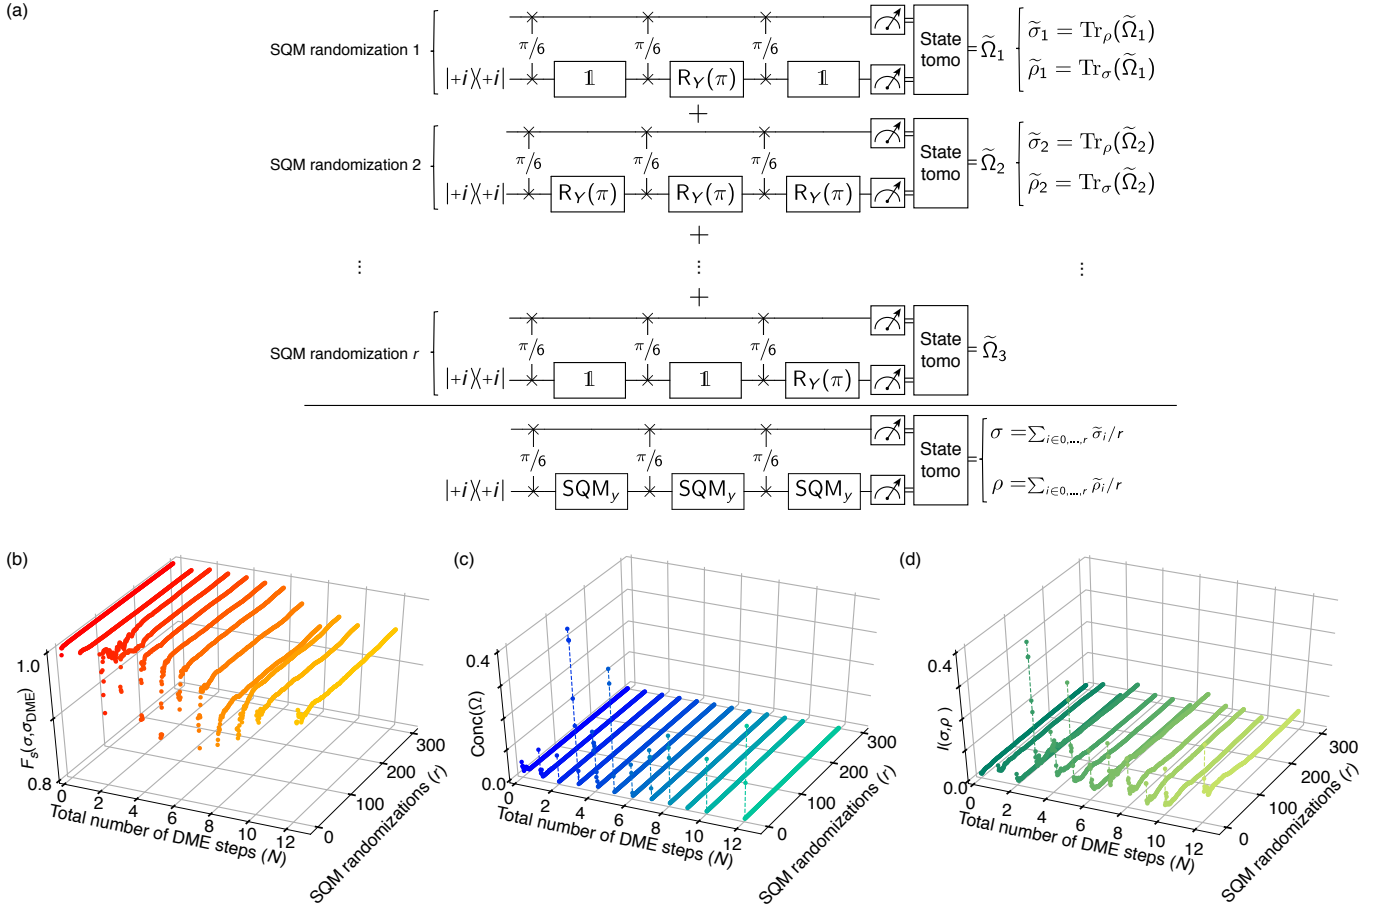 (a)
SQM randomization 1
π/6 π/6 π/6
|+i⟩⟨+i| 𝟙 R_Y(π) 𝟙
State tomo
= Ω̃₁
σ̃₁ = Tr_ρ(Ω̃₁)
ρ̃₁ = Tr_σ(Ω̃₁)
+
SQM randomization 2
π/6 π/6 π/6
|+i⟩⟨+i| R_Y(π) R_Y(π) R_Y(π)
State tomo
= Ω̃₂
σ̃₂ = Tr_ρ(Ω̃₂)
ρ̃₂ = Tr_σ(Ω̃₂)
+
⋮ ⋮ ⋮
+
SQM randomization r
π/6 π/6 π/6
|+i⟩⟨+i| 𝟙 𝟙 R_Y(π)
State tomo
= Ω̃₃
π/6 π/6 π/6
|+i⟩⟨+i| SQM_y SQM_y SQM_y
State tomo
=
σ = ∑_{i∈0,...,r} σ̃_i/r
ρ = ∑_{i∈0,...,r} ρ̃_i/r
(b)
F_s(σ,σ_DME)
1.0
0.8
0 2 4 6 8 10 12
Total number of DME steps (N)
0 100 200 300
SQM randomizations (r)
(c)
Conc(Ω)
0.4
0.0
0 2 4 6 8 10 12
Total number of DME steps (N)
0 100 200 300
SQM randomizations (r)
(d)
I(σ,ρ)
0.4
0.0
0 2 4 6 8 10 12
Total number of DME steps (N)
0 100 200 300
SQM randomizations (r)